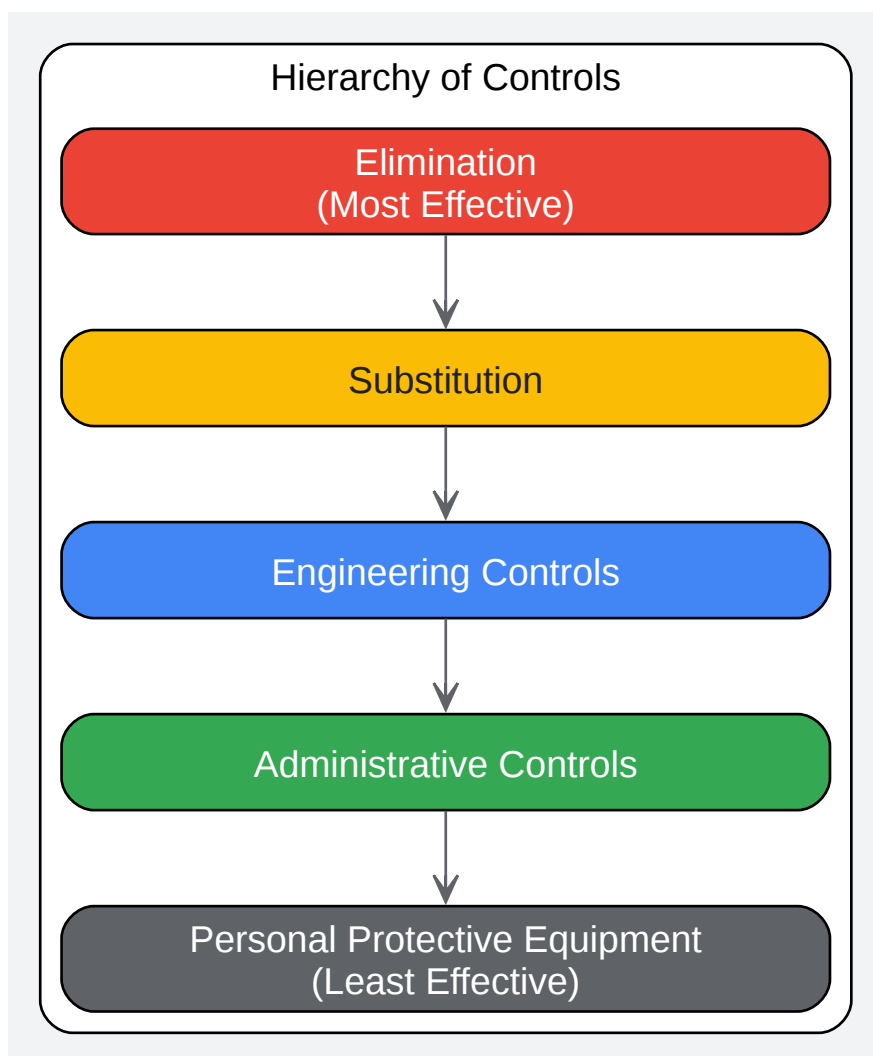 Hierarchy of Controls
Elimination
(Most Effective)
Substitution
Engineering Controls
Administrative Controls
Personal Protective Equipment
(Least Effective)